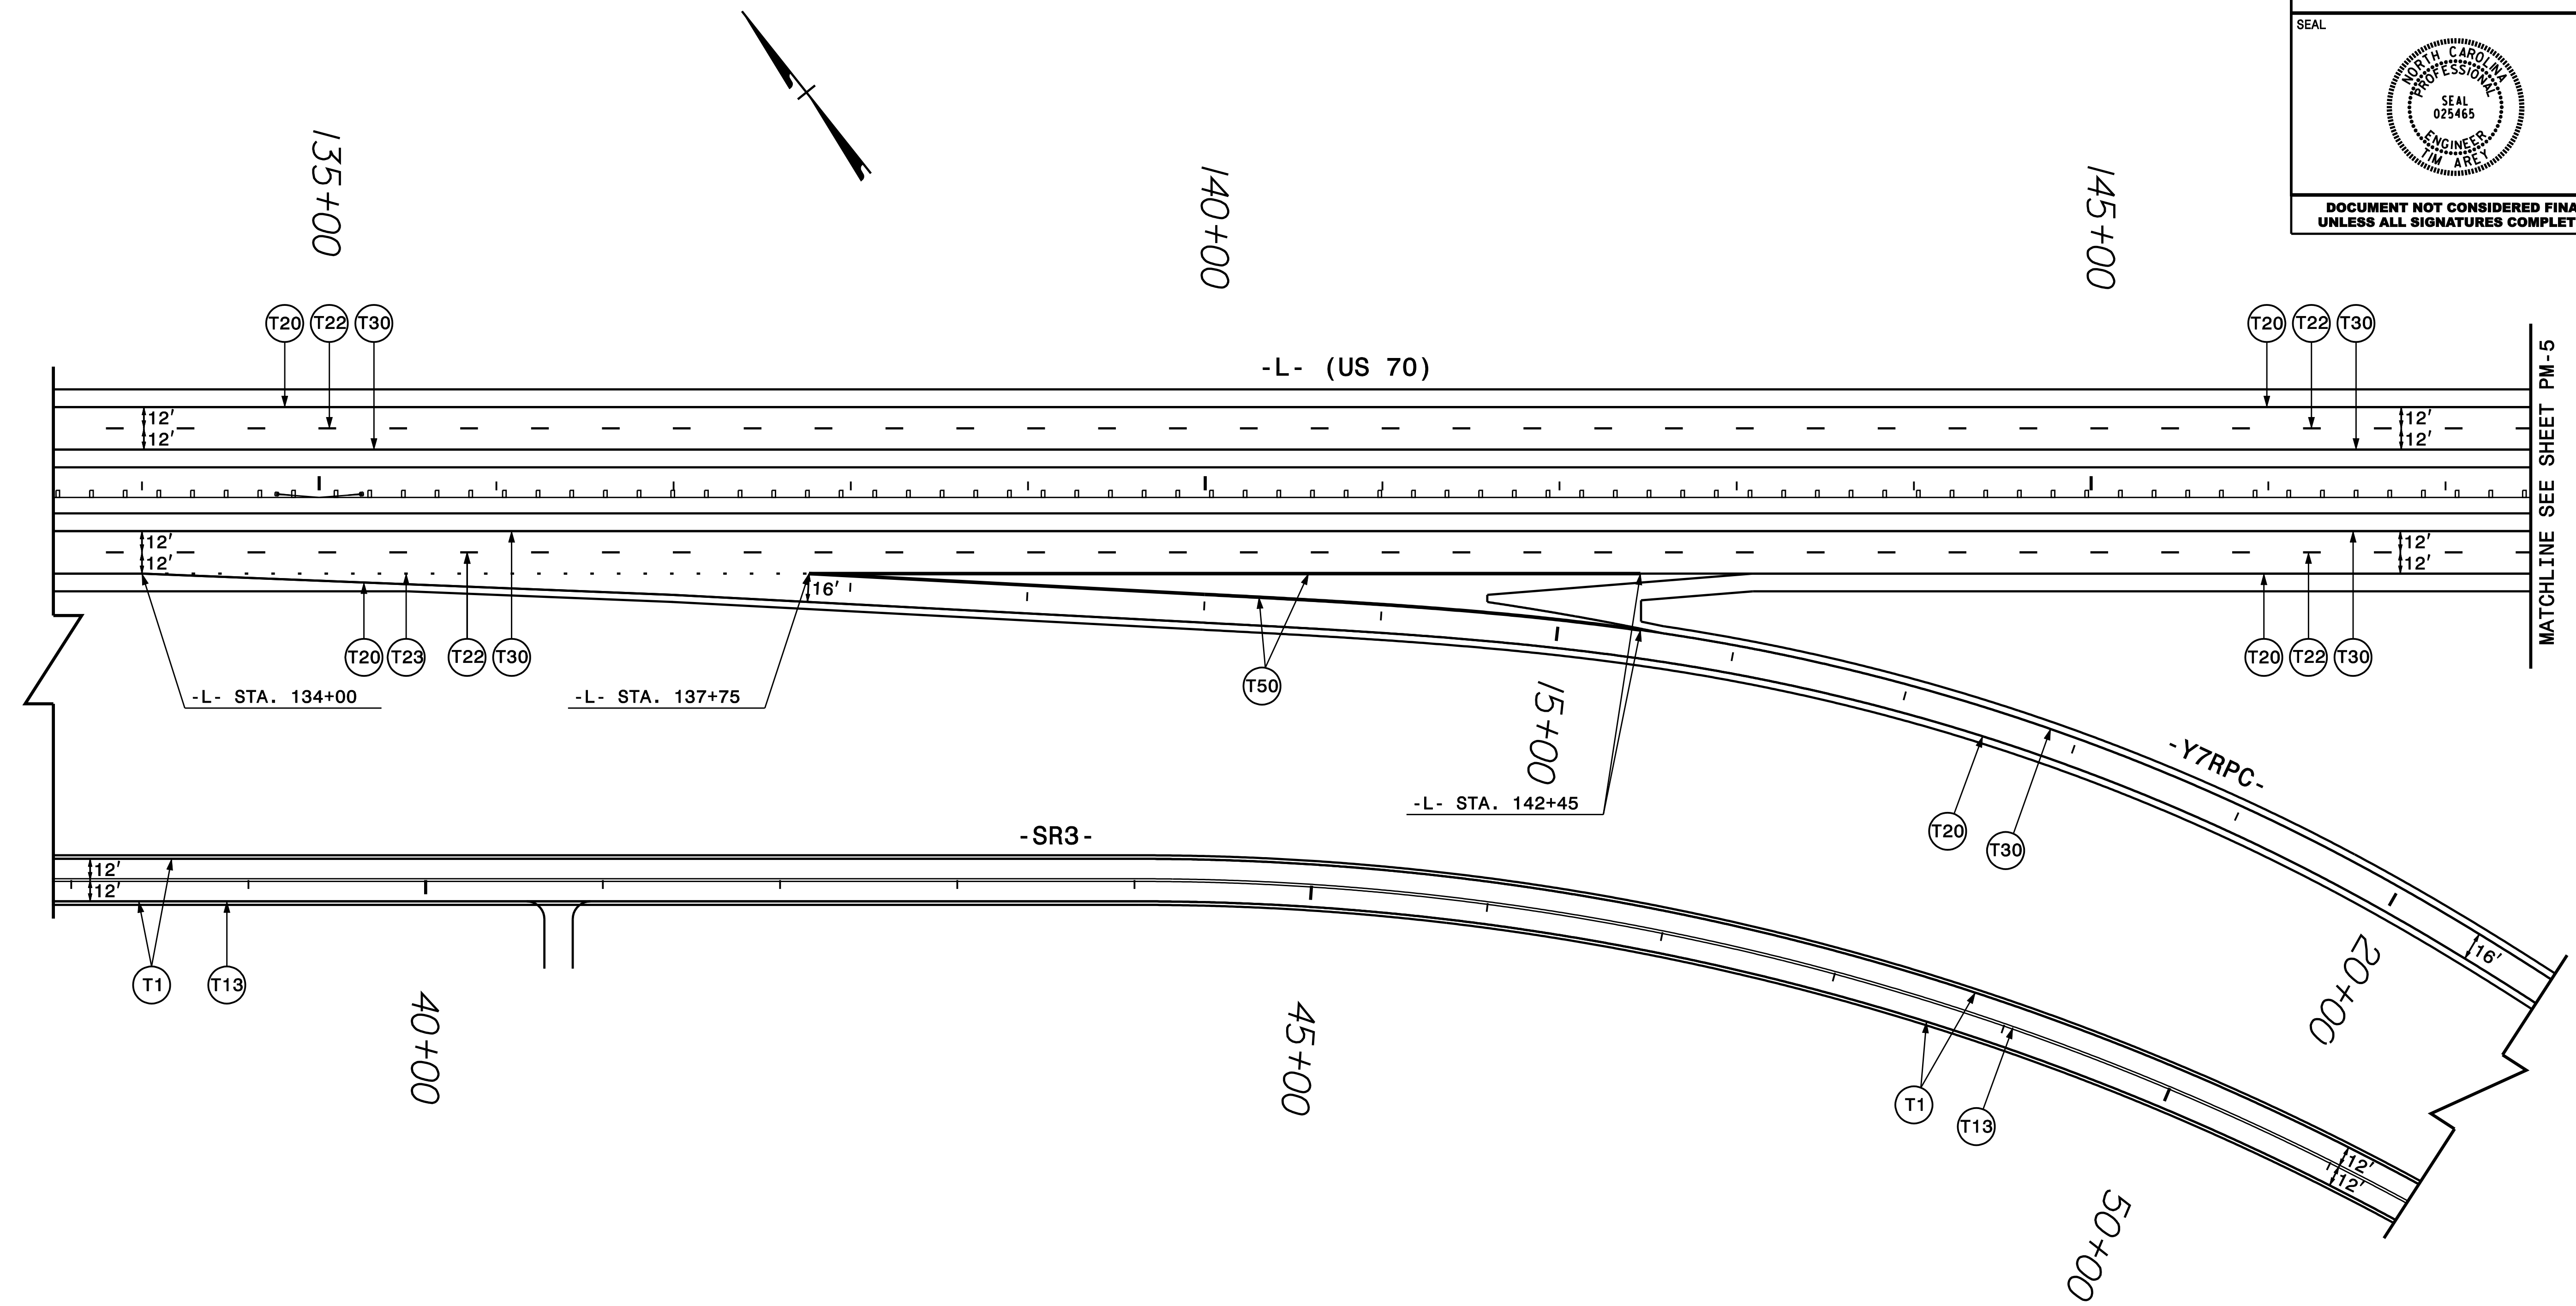 SEAL
NORTH CAROLINA
PROFESSIONAL
SEAL
025465
ENGINEER
TIM AREY
DOCUMENT NOT CONSIDERED FINA
UNLESS ALL SIGNATURES COMPLET
135+00
140+00
145+00
T20 T22 T30
T20 T22 T30
-L- (US 70)
MATCHLINE SEE SHEET PM-5
12'
12'
12'
12'
12'
12'
12'
12'
16'
T20 T23 T22 T30
T50
T20 T22 T30
-L- STA. 134+00
-L- STA. 137+75
15+00
-L- STA. 142+45
-Y7RPC-
T20
T30
-SR3-
12'
12'
16'
20+00
T1 T13
40+00
45+00
T1
T13
12'
12'
50+00